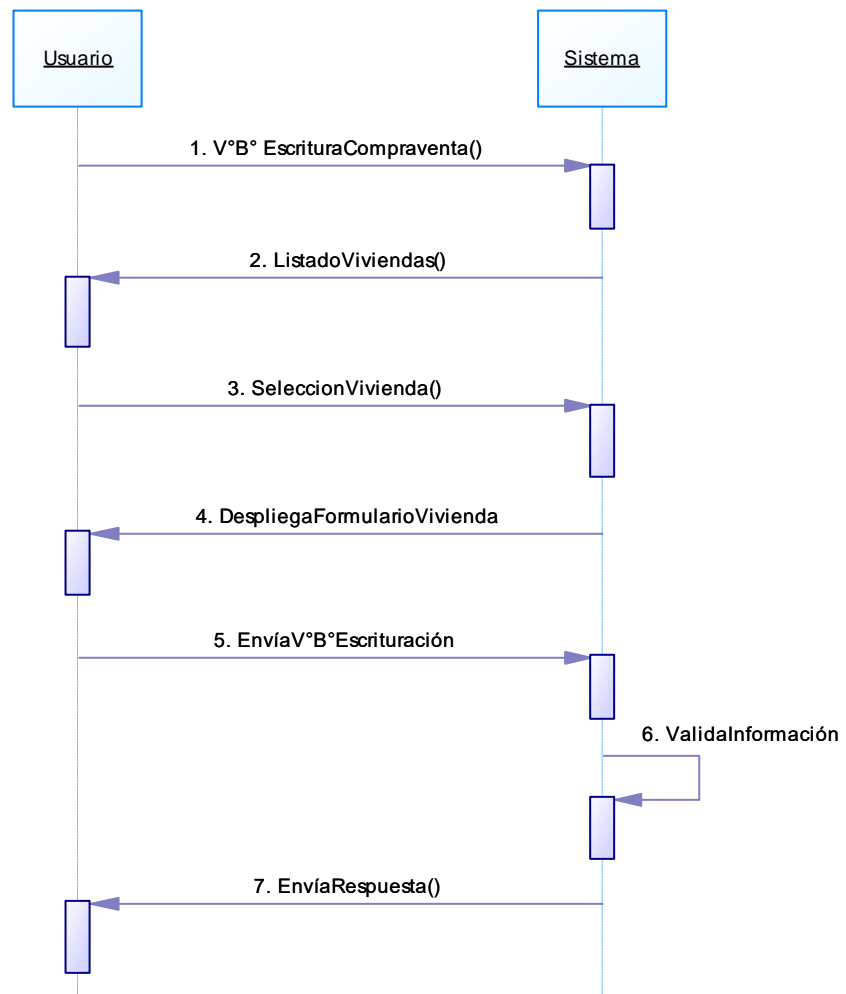 Usuario
Sistema
1. V°B° EscrituraCompraventa()
2. ListadoViviendas()
3. SeleccionVivienda()
4. DespliegaFormularioVivienda
5. EnvíaV°B°Escrituración
6. ValidaInformación
7. EnvíaRespuesta()